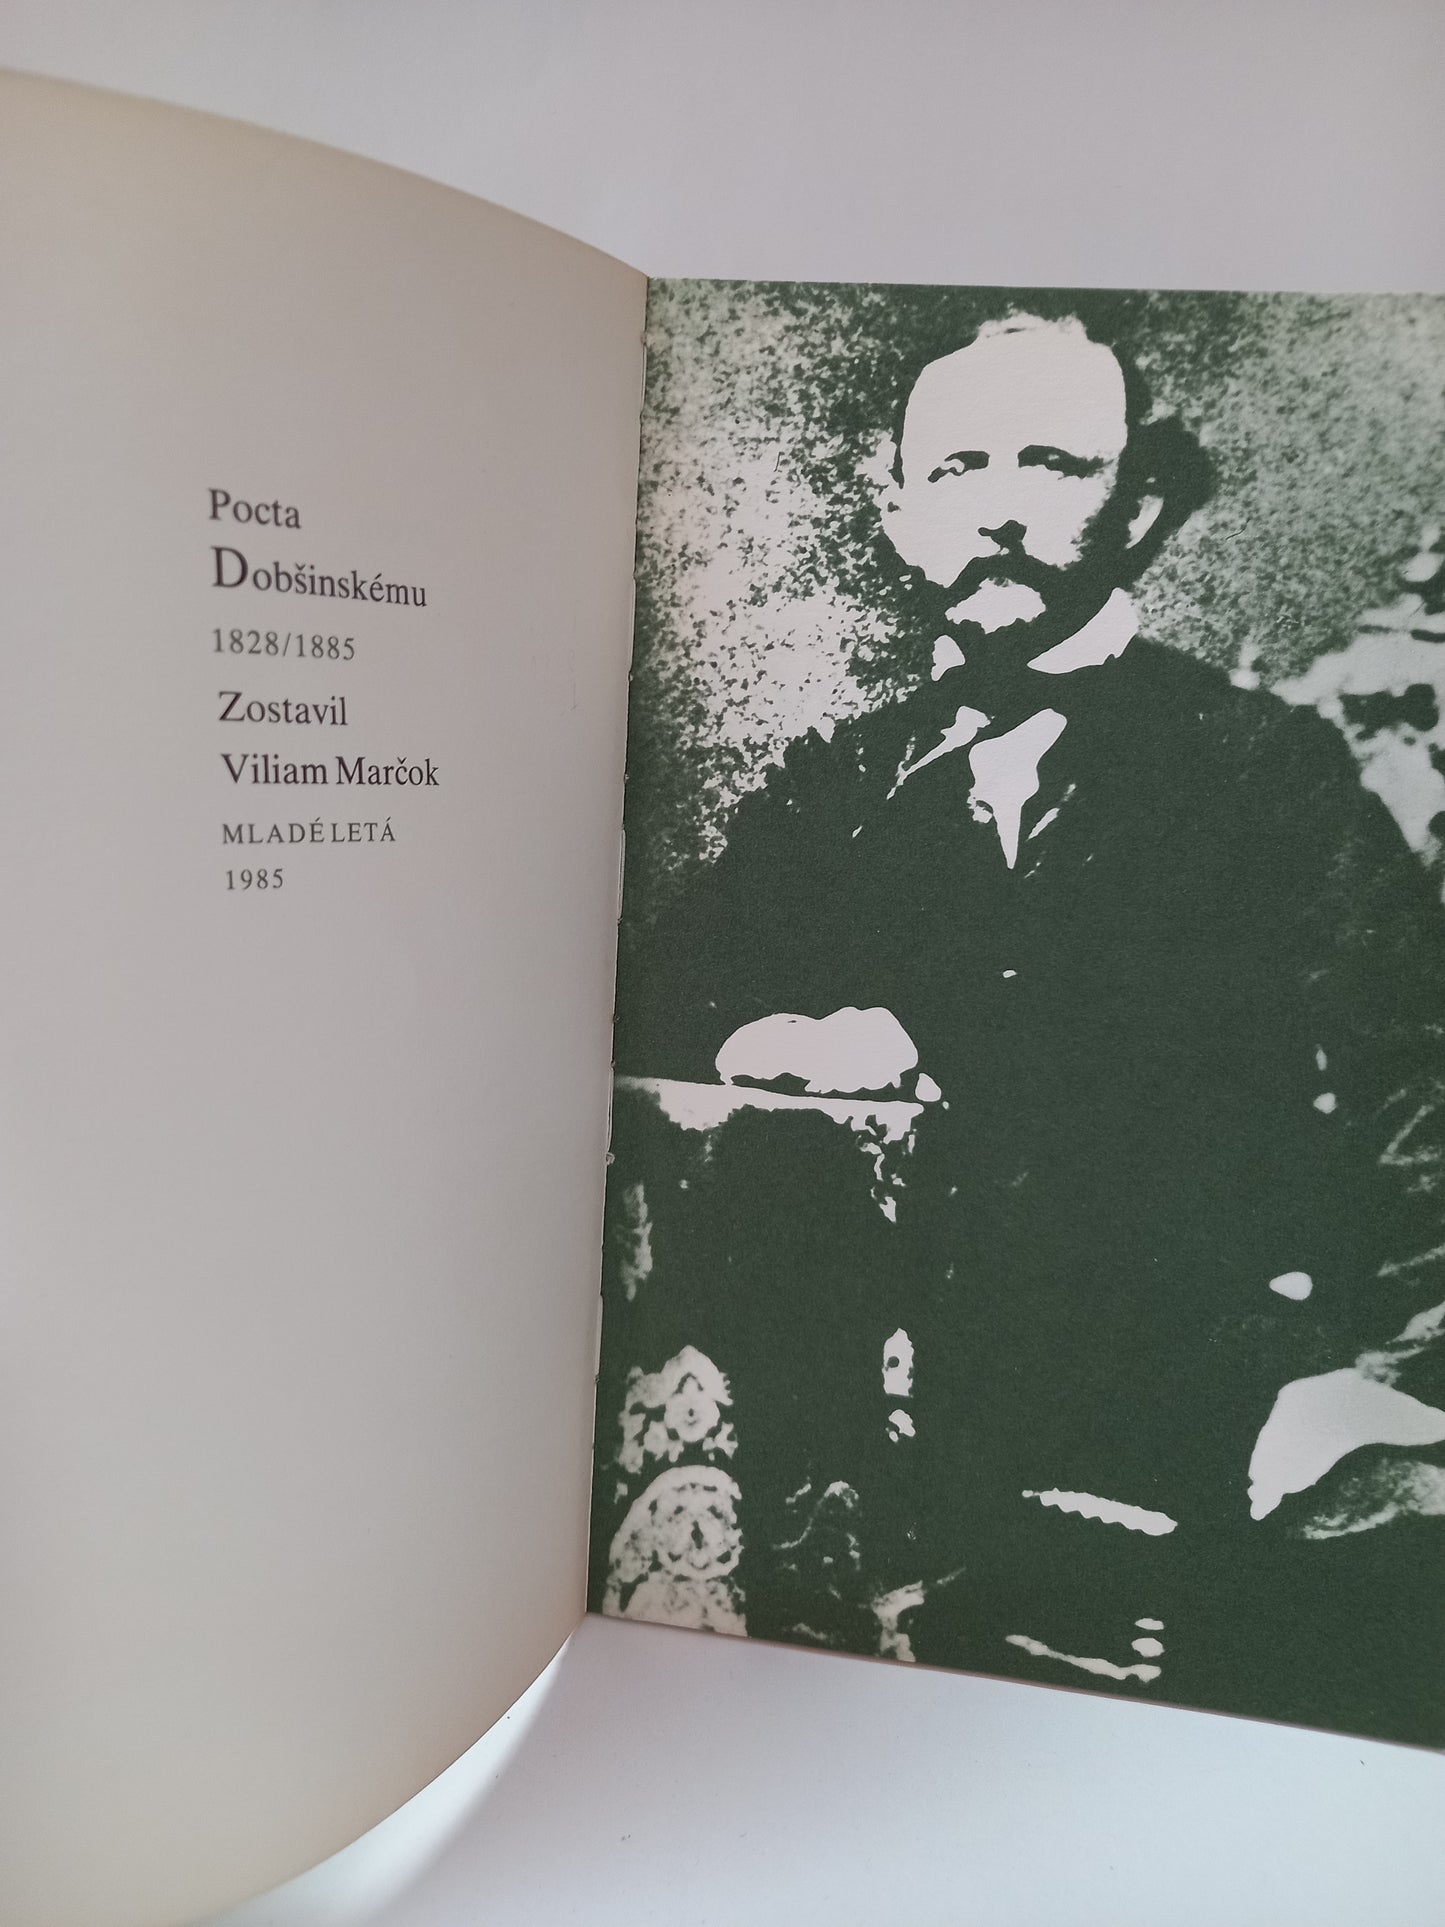 Pocta
Dobšinskému
1828/1885
Zostavil
Viliam Marčok
MLADÉ LETÁ
1985